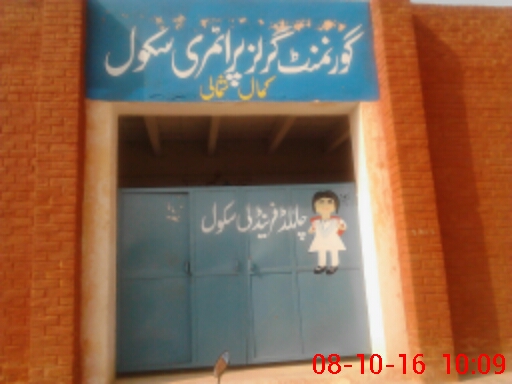 گورنمنٹ گرلز پرائمری سکول
کمال شمالی
چائلڈ فرینڈلی سکول
08-10-16 10:09